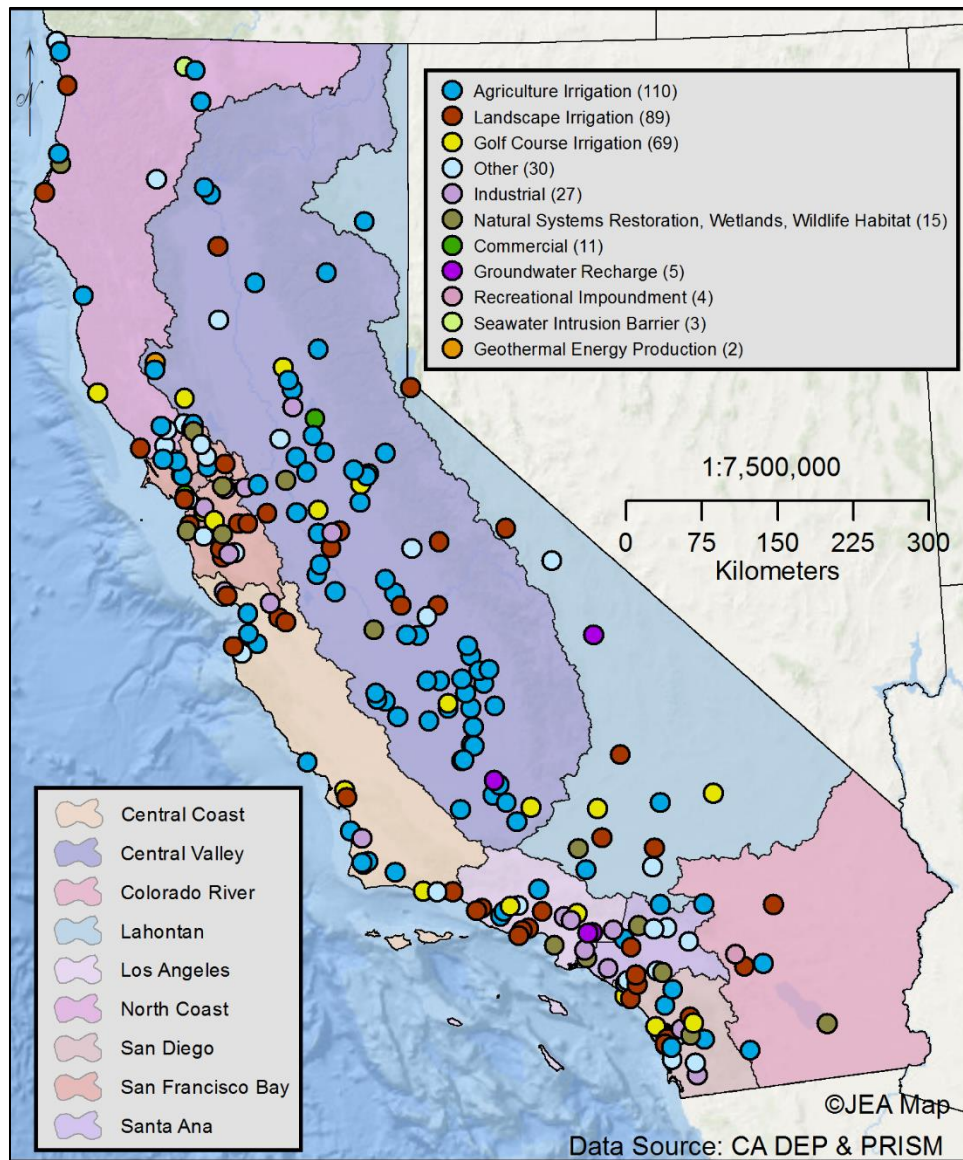 N
Agriculture Irrigation (110)
Landscape Irrigation (89)
Golf Course Irrigation (69)
Other (30)
Industrial (27)
Natural Systems Restoration, Wetlands, Wildlife Habitat (15)
Commercial (11)
Groundwater Recharge (5)
Recreational Impoundment (4)
Seawater Intrusion Barrier (3)
Geothermal Energy Production (2)
1:7,500,000
0 75 150 225 300
Kilometers
Central Coast
Central Valley
Colorado River
Lahontan
Los Angeles
North Coast
San Diego
San Francisco Bay
Santa Ana
©JEA Map
Data Source: CA DEP & PRISM